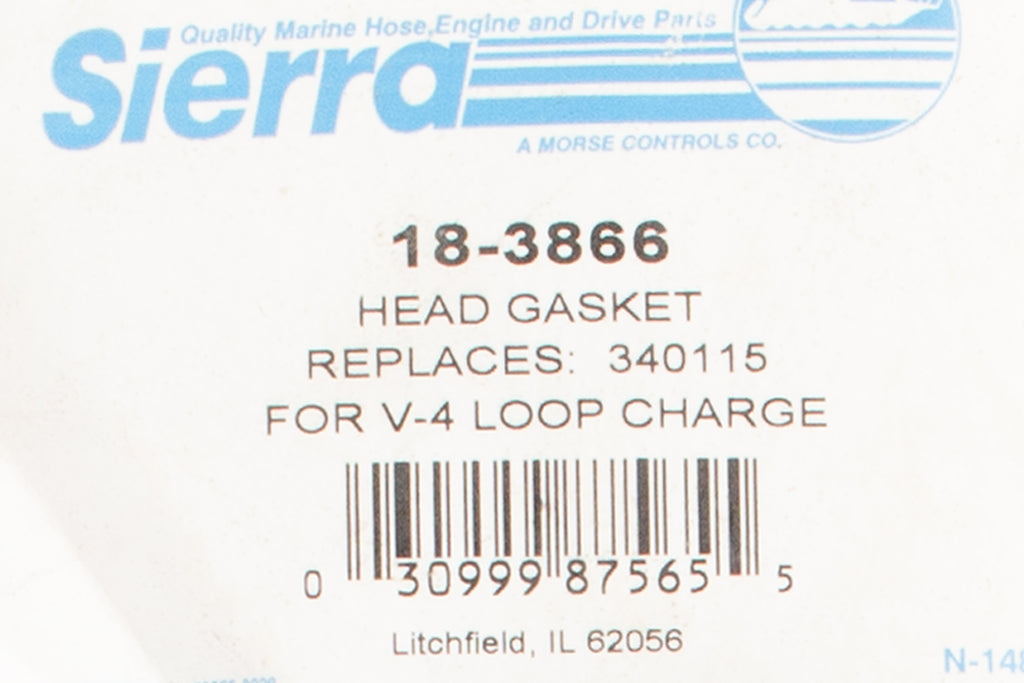 Quality Marine Hose, Engine and Drive Parts
Sierra
A MORSE CONTROLS CO.
18-3866
HEAD GASKET
REPLACES: 340115
FOR V-4 LOOP CHARGE
0 30999 87565 5
Litchfield, IL 62056
N-148